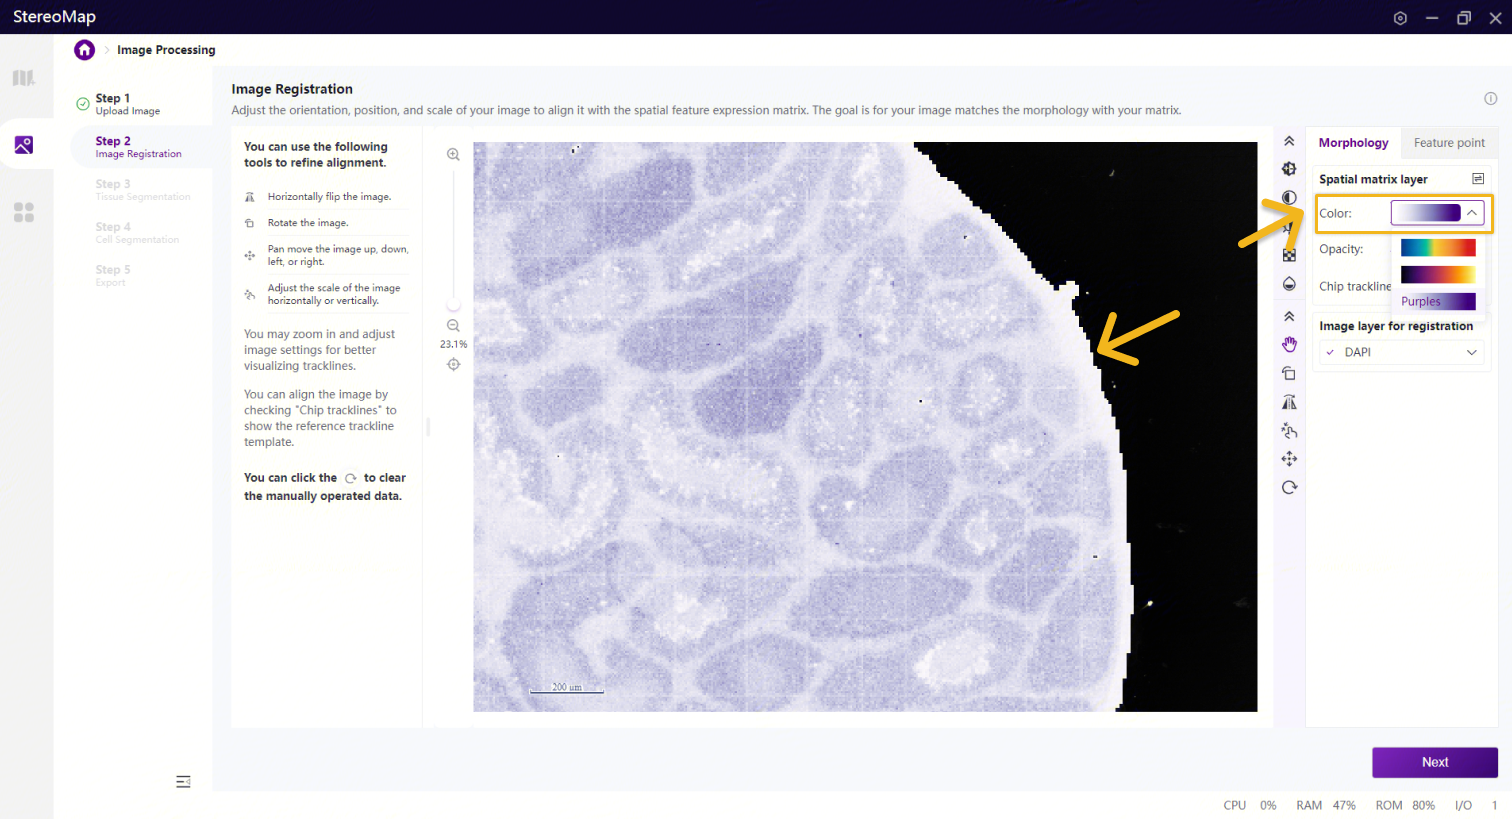 StereoMap
Image Processing
Step 1
Upload Image
Step 2
Image Registration
Step 3
Tissue Segmentation
Step 4
Cell Segmentation
Step 5
Export
Image Registration
Adjust the orientation, position, and scale of your image to align it with the spatial feature expression matrix. The goal is for your image matches the morphology with your matrix.
You can use the following
tools to refine alignment.
Horizontally flip the image.
Rotate the image.
Pan move the image up, down,
left, or right.
Adjust the scale of the image
horizontally or vertically.
You may zoom in and adjust
image settings for better
visualizing tracklines.
You can align the image by
checking "Chip tracklines" to
show the reference trackline
template.
You can click the to clear
the manually operated data.
23.1%
200 um
Morphology
Feature point
Spatial matrix layer
Color:
Opacity:
Chip trackline
Purples
Image layer for registration
DAPI
Next
CPU 0% RAM 47% ROM 80% I/O 1